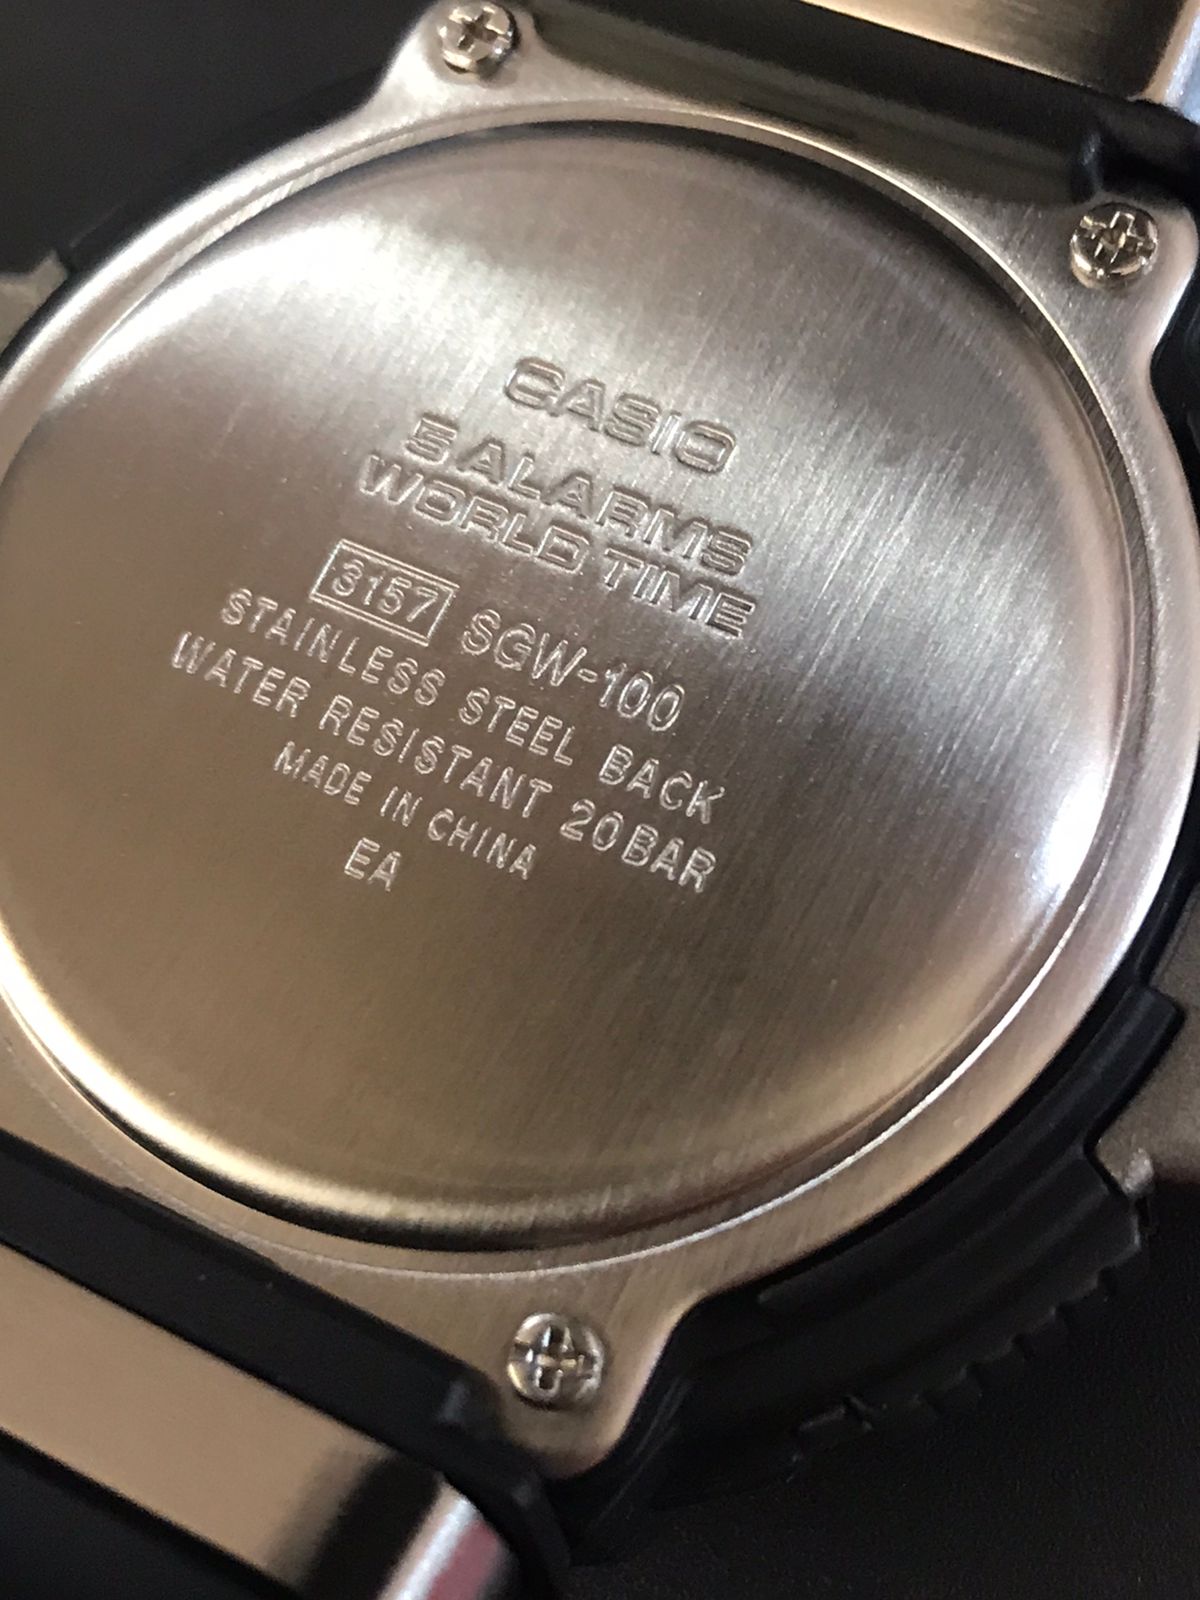 CASIO
5 ALARMS
WORLD TIME
3157 SGW-100
STAINLESS STEEL BACK
WATER RESISTANT 20BAR
MADE IN CHINA
EA